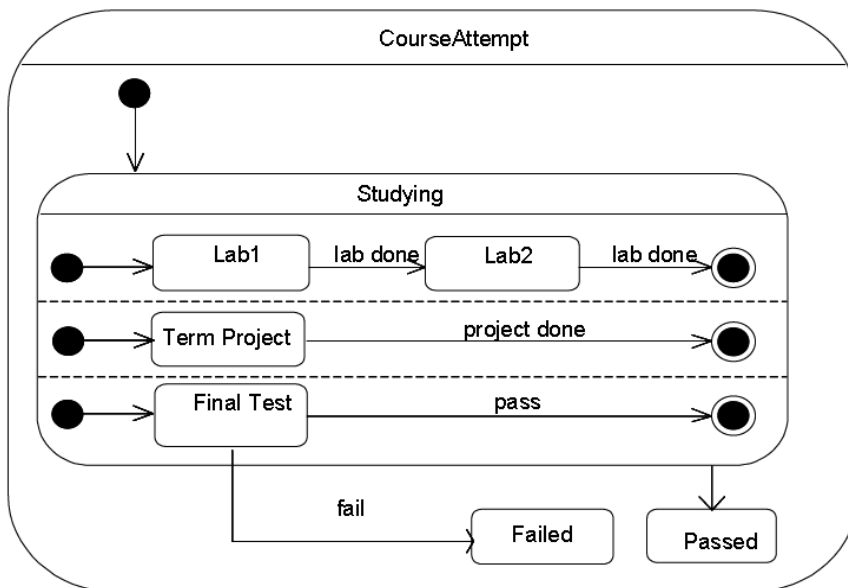 CourseAttempt
Studying
Lab1
lab done
Lab2
lab done
Term Project
project done
Final Test
pass
fail
Failed
Passed